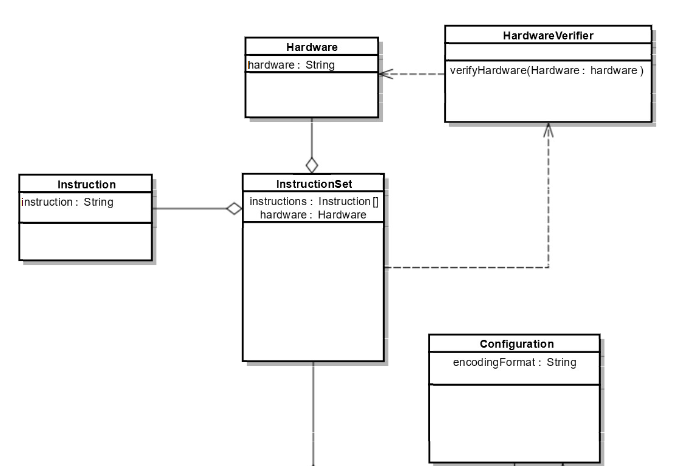 Hardware
hardware : String
HardwareVerifier
verifyHardware(Hardware : hardware )
Instruction
instruction : String
InstructionSet
instructions : Instruction[]
hardware : Hardware
Configuration
encodingFormat : String